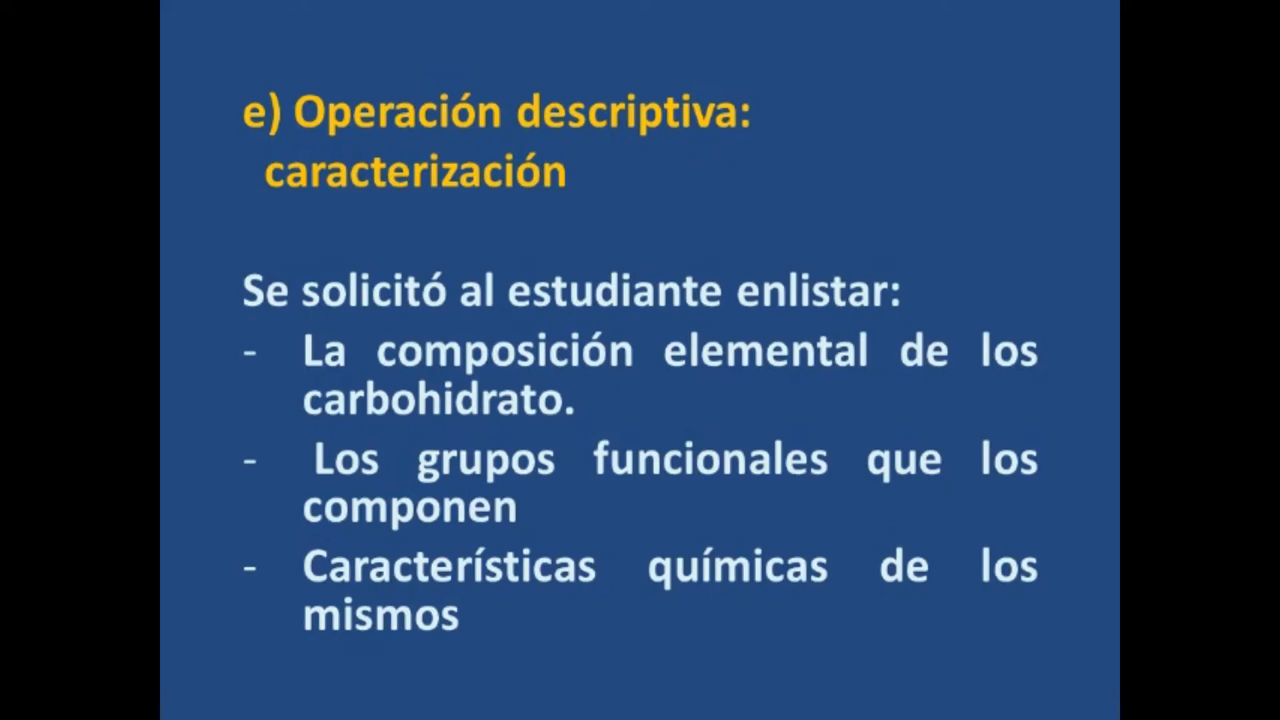 e) Operación descriptiva:
caracterización
Se solicitó al estudiante enlistar:
- La composición elemental de los
carbohidrato.
- Los grupos funcionales que los
componen
- Características químicas de los
mismos